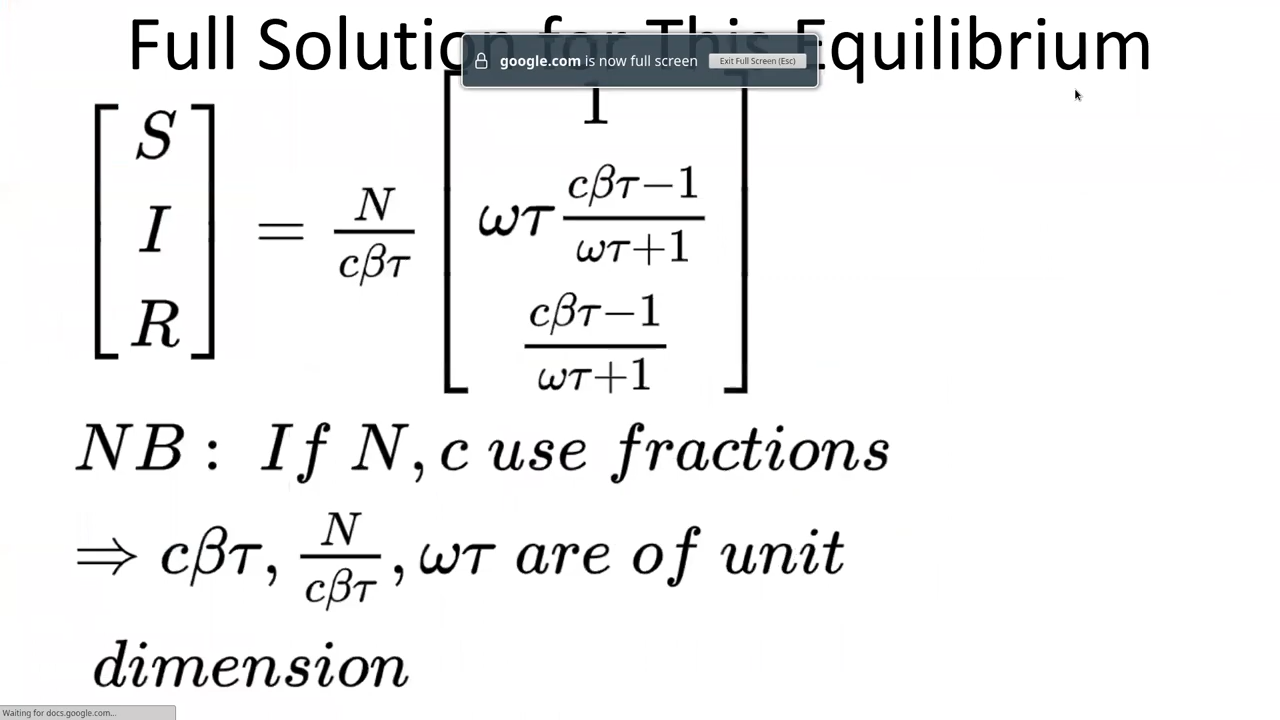 Full Solution for This Equilibrium
google.com is now full screen Exit Full Screen (Esc)
[S I R] = N/cβτ [1 ωτ cβτ−1/ωτ+1 cβτ−1/ωτ+1]
NB: If N, c use fractions
⇒ cβτ, N/cβτ, ωτ are of unit
dimension
Waiting for docs.google.com...